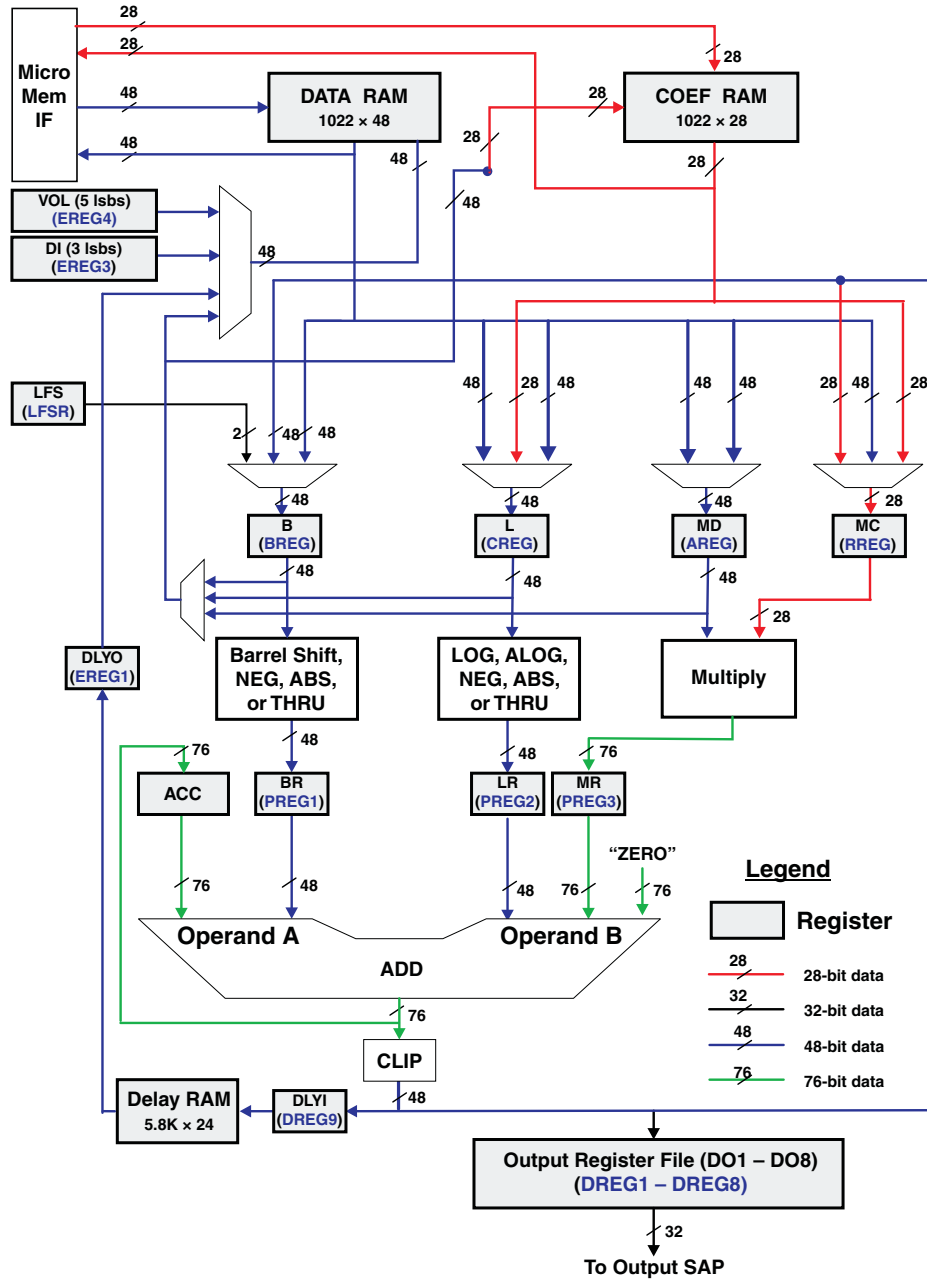 28
28
28
Micro
Mem
IF
DATA RAM
1022 × 48
COEF RAM
1022 × 28
48
28
28
48
48
28
48
VOL (5 lsbs)
(EREG4)
DI (3 lsbs)
(EREG3)
48
LFS
(LFSR)
48
28
48
48
48
28
48
28
2
48
48
48
48
48
28
B
(BREG)
L
(CREG)
MD
(AREG)
MC
(RREG)
48
48
48
28
DLYO
(EREG1)
Barrel Shift,
NEG, ABS,
or THRU
LOG, ALOG,
NEG, ABS,
or THRU
Multiply
76
48
48
76
ACC
BR
(PREG1)
LR
(PREG2)
MR
(PREG3)
“ZERO”
76
48
48
76
76
Operand A
Operand B
ADD
76
CLIP
48
Legend
Register
28
28-bit data
32
32-bit data
48
48-bit data
76
76-bit data
Delay RAM
5.8K × 24
DLYI
(DREG9)
Output Register File (DO1 – DO8)
(DREG1 – DREG8)
32
To Output SAP